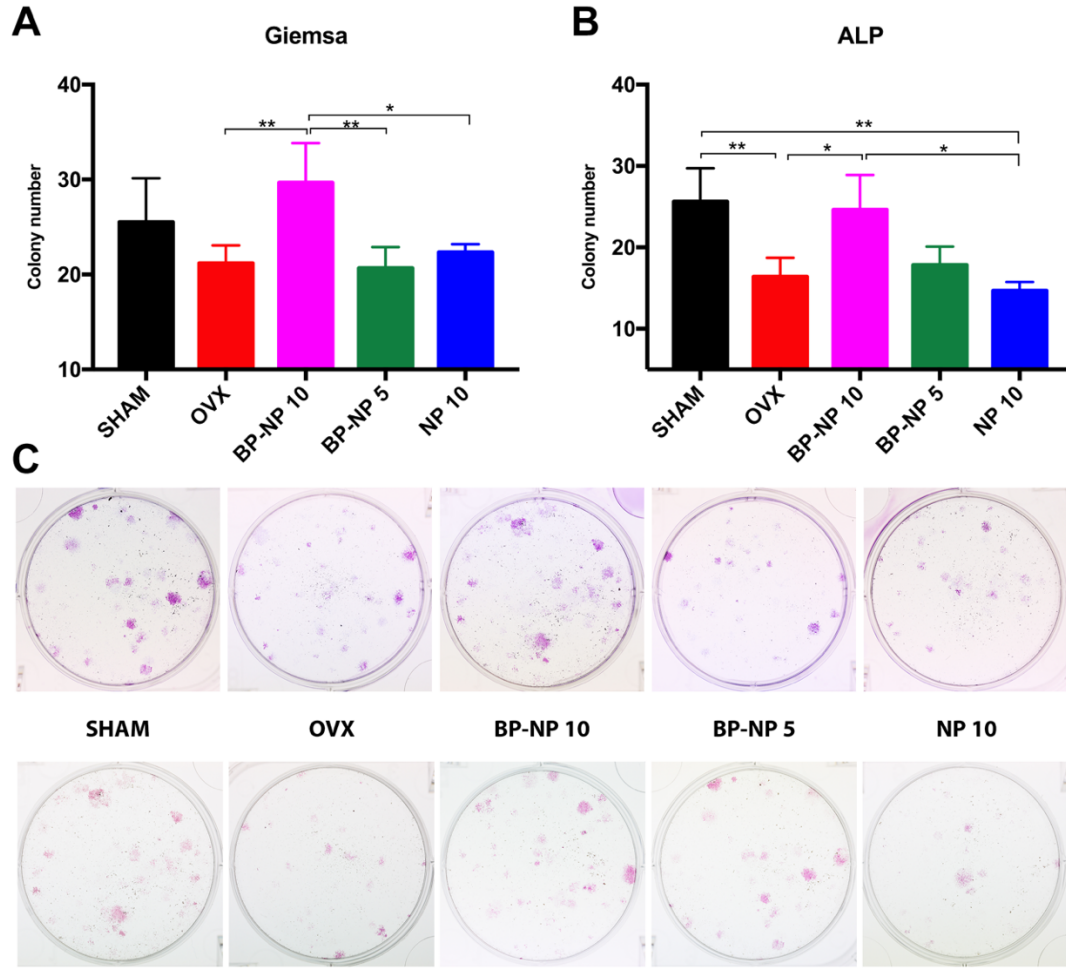 A
Giemsa
Colony number
40
30
20
10
**
**
*
SHAM
OVX
BP-NP 10
BP-NP 5
NP 10
B
ALP
Colony number
40
30
20
10
**
**
*
*
SHAM
OVX
BP-NP 10
BP-NP 5
NP 10
C
SHAM OVX BP-NP 10 BP-NP 5 NP 10